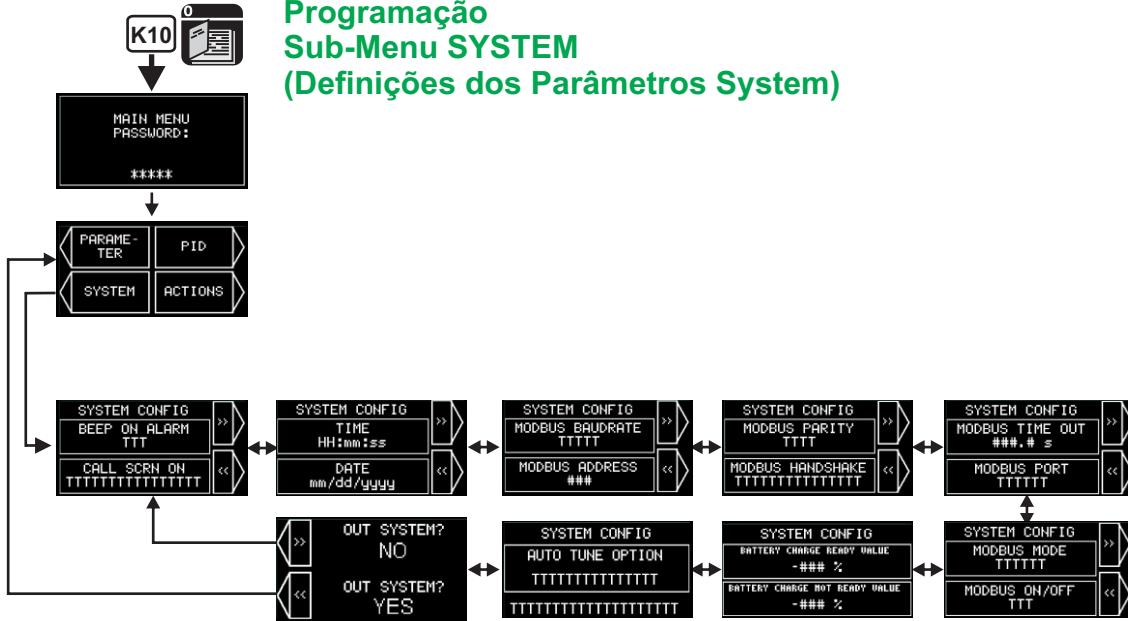 Programação
Sub-Menu SYSTEM
(Definições dos Parâmetros System)
0
K10
MAIN MENU
PASSWORD:
*****
PARAME-
TER
PID
SYSTEM
ACTIONS
SYSTEM CONFIG
>>
BEEP ON ALARM
TTT
CALL SCRN ON
TTTTTTTTTTTTTTTT
<<
SYSTEM CONFIG
>>
TIME
HH:mm:ss
DATE
mm/dd/yyyy
<<
SYSTEM CONFIG
>>
MODBUS BAUDRATE
TTTTT
MODBUS ADDRESS
###
<<
SYSTEM CONFIG
>>
MODBUS PARITY
TTTT
MODBUS HANDSHAKE
TTTTTTTTTTTTTTT
<<
SYSTEM CONFIG
>>
MODBUS TIME OUT
###.# s
MODBUS PORT
TTTTTT
<<
>>
OUT SYSTEM?
NO
<<
OUT SYSTEM?
YES
SYSTEM CONFIG
AUTO TUNE OPTION
TTTTTTTTTTTTTTT
TTTTTTTTTTTTTTTTTTTT
SYSTEM CONFIG
BATTERY CHARGE READY VALUE
-### %
BATTERY CHARGE NOT READY VALUE
-### %
SYSTEM CONFIG
>>
MODBUS MODE
TTTTTT
MODBUS ON/OFF
TTT
<<